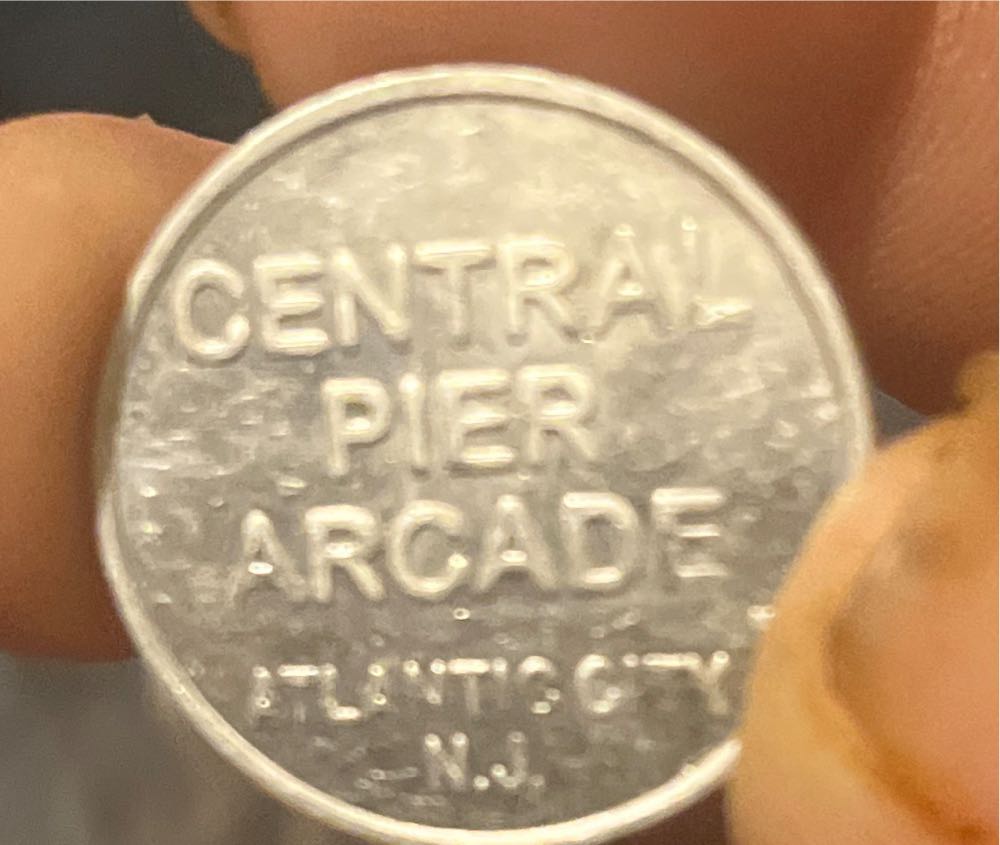 CENTRAL
PIER
ARCADE
ATLANTIC CITY
N.J.